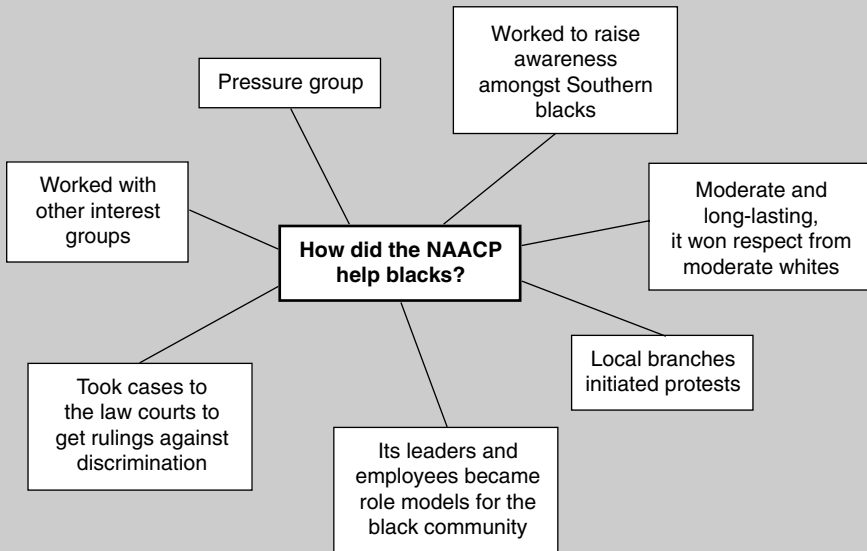 Worked to raise
awareness
amongst Southern
blacks
Pressure group
Worked with
other interest
groups
Moderate and
long-lasting,
it won respect from
moderate whites
How did the NAACP
help blacks?
Local branches
initiated protests
Took cases to
the law courts to
get rulings against
discrimination
Its leaders and
employees became
role models for the
black community